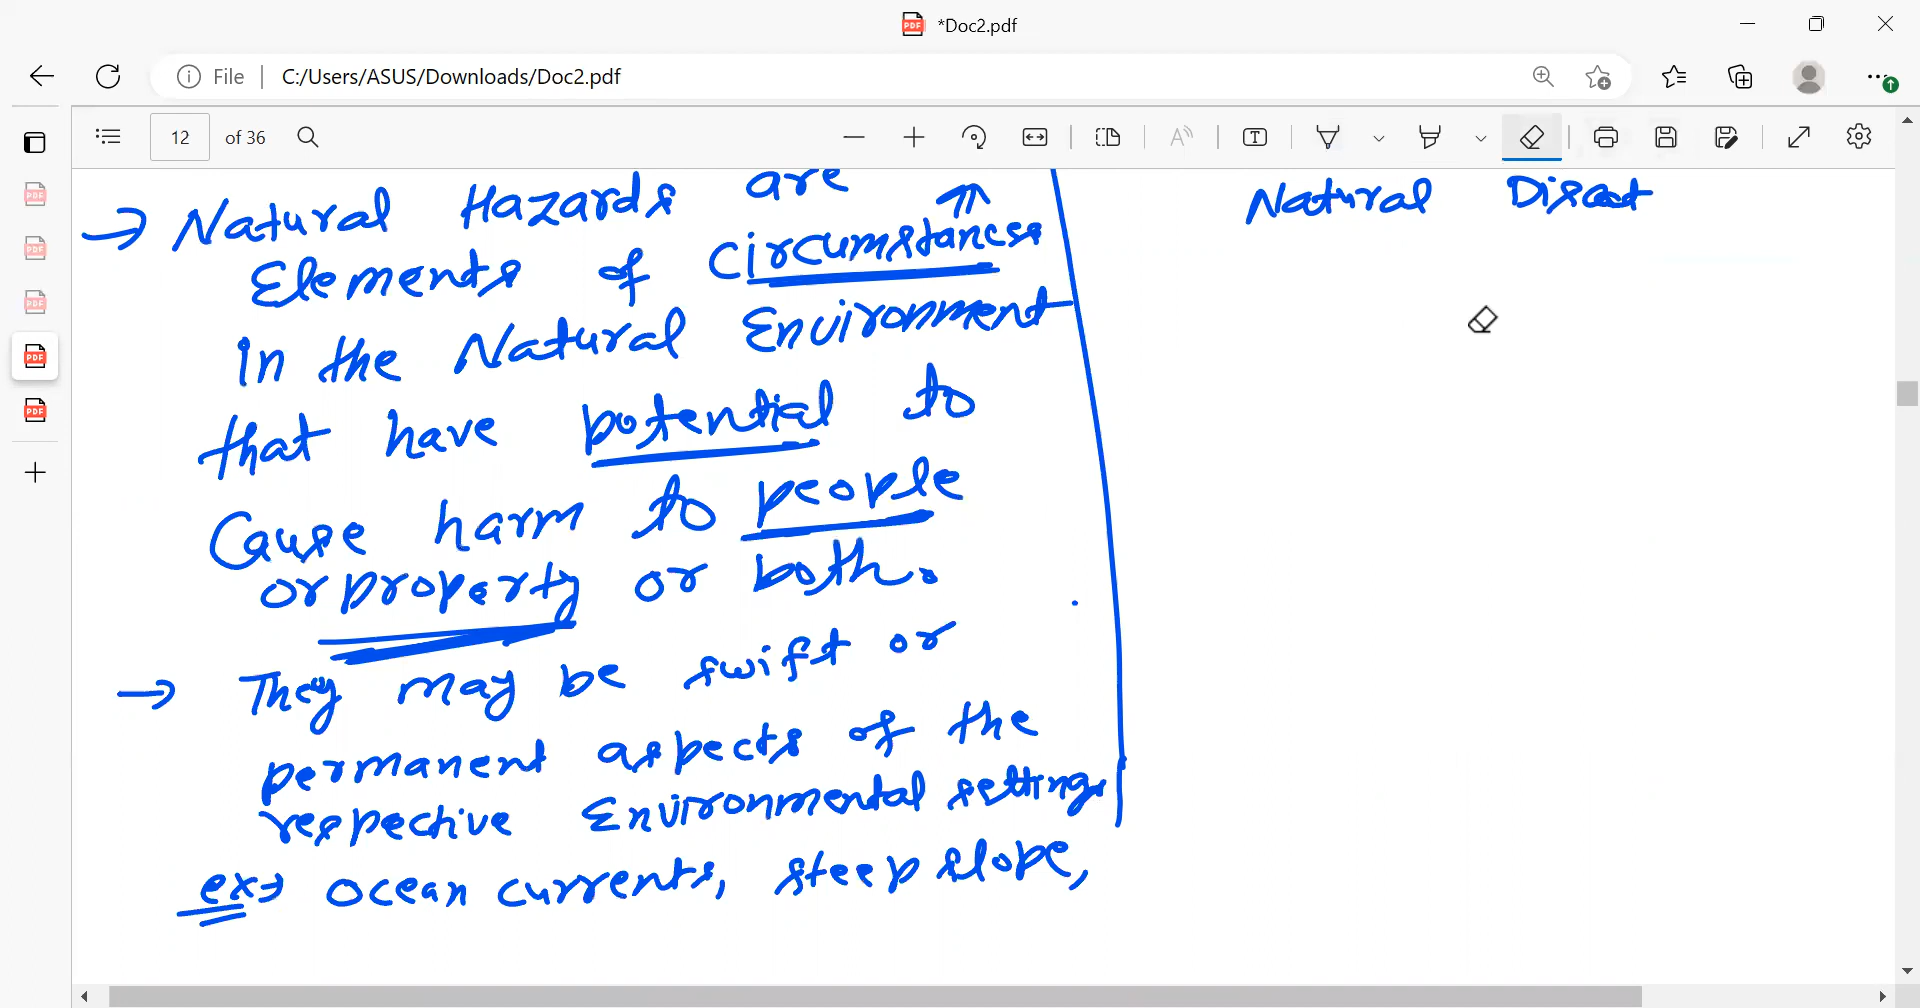 *Doc2.pdf
File C:/Users/ASUS/Downloads/Doc2.pdf
12 of 36
→ Natural Hazards are
Elements of Circumstances
in the Natural Environment
that have potential to
Cause harm to people
or property or both.
→ They may be swift or
permanent aspects of the
respective Environmental settings
ex→ Ocean currents, steep slope,
Natural